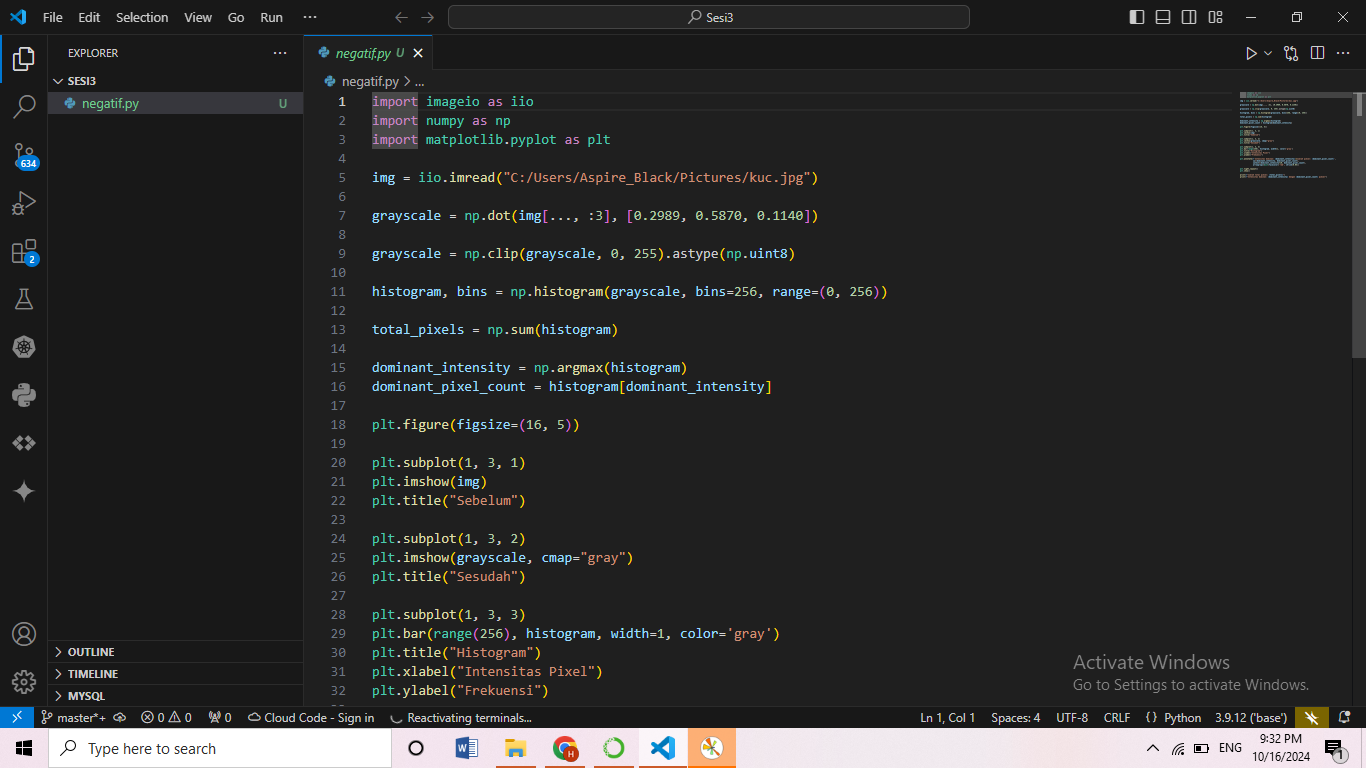 File Edit Selection View Go Run ···
Sesi3
EXPLORER ···
SESI3
negatif.py U
634
2
OUTLINE
TIMELINE
MYSQL
negatif.py U
negatif.py > ...
1 import imageio as iio
2 import numpy as np
3 import matplotlib.pyplot as plt
4
5 img = iio.imread("C:/Users/Aspire_Black/Pictures/kuc.jpg")
6
7 grayscale = np.dot(img[..., :3], [0.2989, 0.5870, 0.1140])
8
9 grayscale = np.clip(grayscale, 0, 255).astype(np.uint8)
10
11 histogram, bins = np.histogram(grayscale, bins=256, range=(0, 256))
12
13 total_pixels = np.sum(histogram)
14
15 dominant_intensity = np.argmax(histogram)
16 dominant_pixel_count = histogram[dominant_intensity]
17
18 plt.figure(figsize=(16, 5))
19
20 plt.subplot(1, 3, 1)
21 plt.imshow(img)
22 plt.title("Sebelum")
23
24 plt.subplot(1, 3, 2)
25 plt.imshow(grayscale, cmap="gray")
26 plt.title("Sesudah")
27
28 plt.subplot(1, 3, 3)
29 plt.bar(range(256), histogram, width=1, color='gray')
30 plt.title("Histogram")
31 plt.xlabel("Intensitas Pixel")
32 plt.ylabel("Frekuensi")
Activate Windows
Go to Settings to activate Windows.
master*+ 0 0 0 Cloud Code - Sign in Reactivating terminals... Ln 1, Col 1 Spaces: 4 UTF-8 CRLF {} Python 3.9.12 ('base')
Type here to search
H
ENG
9:32 PM
10/16/2024
1